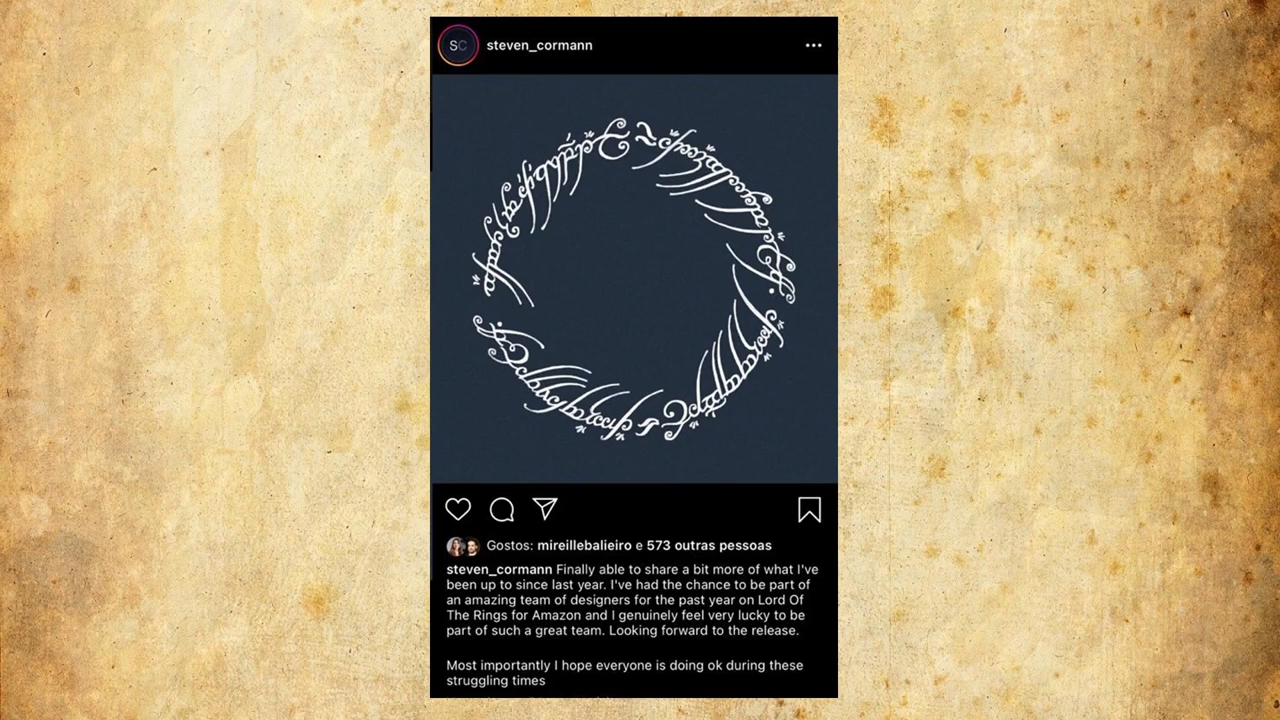 SC steven_cormann
Gostos: mireillebalieiro e 573 outras pessoas
steven_cormann Finally able to share a bit more of what I've
been up to since last year. I've had the chance to be part of
an amazing team of designers for the past year on Lord Of
The Rings for Amazon and I genuinely feel very lucky to be
part of such a great team. Looking forward to the release.
Most importantly I hope everyone is doing ok during these
struggling times